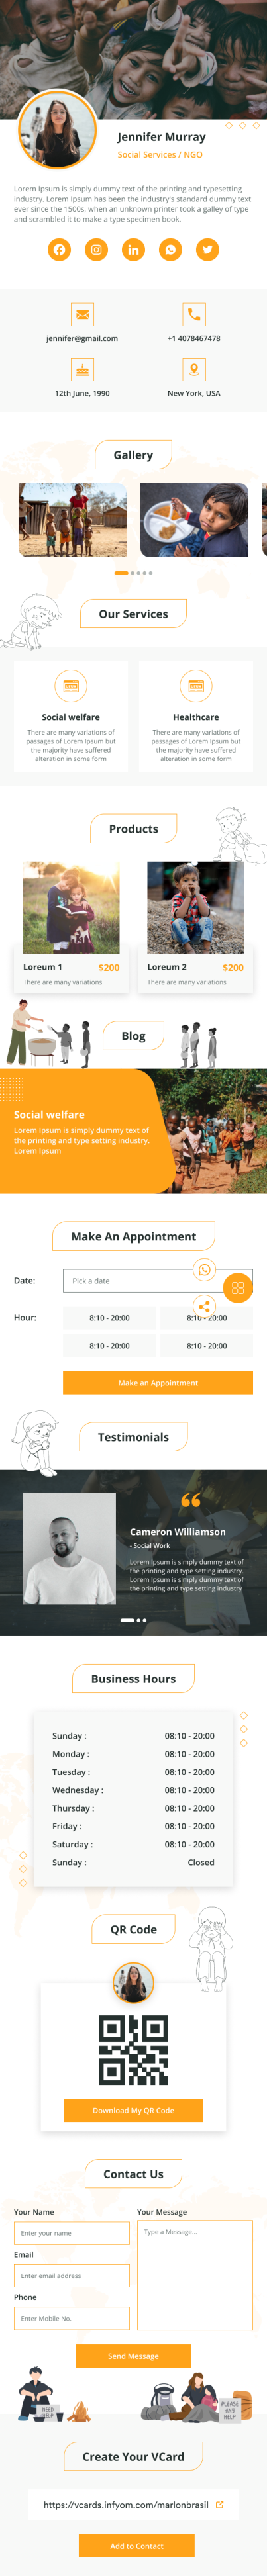 Jennifer Murray
Social Services / NGO
Lorem Ipsum is simply dummy text of the printing and typesetting
industry. Lorem Ipsum has been the industry's standard dummy text
ever since the 1500s, when an unknown printer took a galley of type
and scrambled it to make a type specimen book.
jennifer@gmail.com
+1 4078467478
12th June, 1990
New York, USA
Gallery
Our Services
Social welfare
There are many variations of
passages of Lorem Ipsum but
the majority have suffered
alteration in some form
Healthcare
There are many variations of
passages of Lorem Ipsum but
the majority have suffered
alteration in some form
Products
Loreum 1
$200
There are many variations
Loreum 2
$200
There are many variations
Blog
Social welfare
Lorem Ipsum is simply dummy text of
the printing and type setting industry.
Lorem Ipsum
Make An Appointment
Date:
Pick a date
Hour:
8:10 - 20:00
8:10 - 20:00
8:10 - 20:00
8:10 - 20:00
Make an Appointment
Testimonials
Cameron Williamson
- Social Work
Lorem Ipsum is simply dummy text of
the printing and type setting industry.
Lorem Ipsum is simply dummy text of
the printing and type setting industry
Business Hours
Sunday : 08:10 - 20:00
Monday : 08:10 - 20:00
Tuesday : 08:10 - 20:00
Wednesday : 08:10 - 20:00
Thursday : 08:10 - 20:00
Friday : 08:10 - 20:00
Saturday : 08:10 - 20:00
Sunday : Closed
QR Code
Download My QR Code
Contact Us
Your Name
Enter your name
Email
Enter email address
Phone
Enter Mobile No.
Your Message
Type a Message...
Send Message
NEED
HELP
PLEASE
ANY
HELP
Create Your VCard
https://vcards.infyom.com/marlonbrasil
Add to Contact